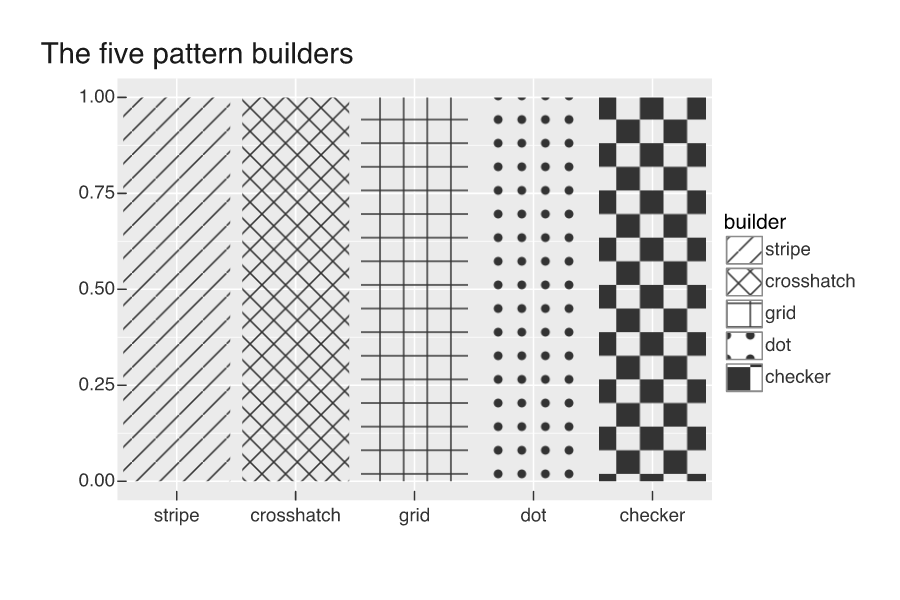 The five pattern builders
1.00
0.75
0.50
0.25
0.00
stripe crosshatch grid dot checker
builder
stripe
crosshatch
grid
dot
checker